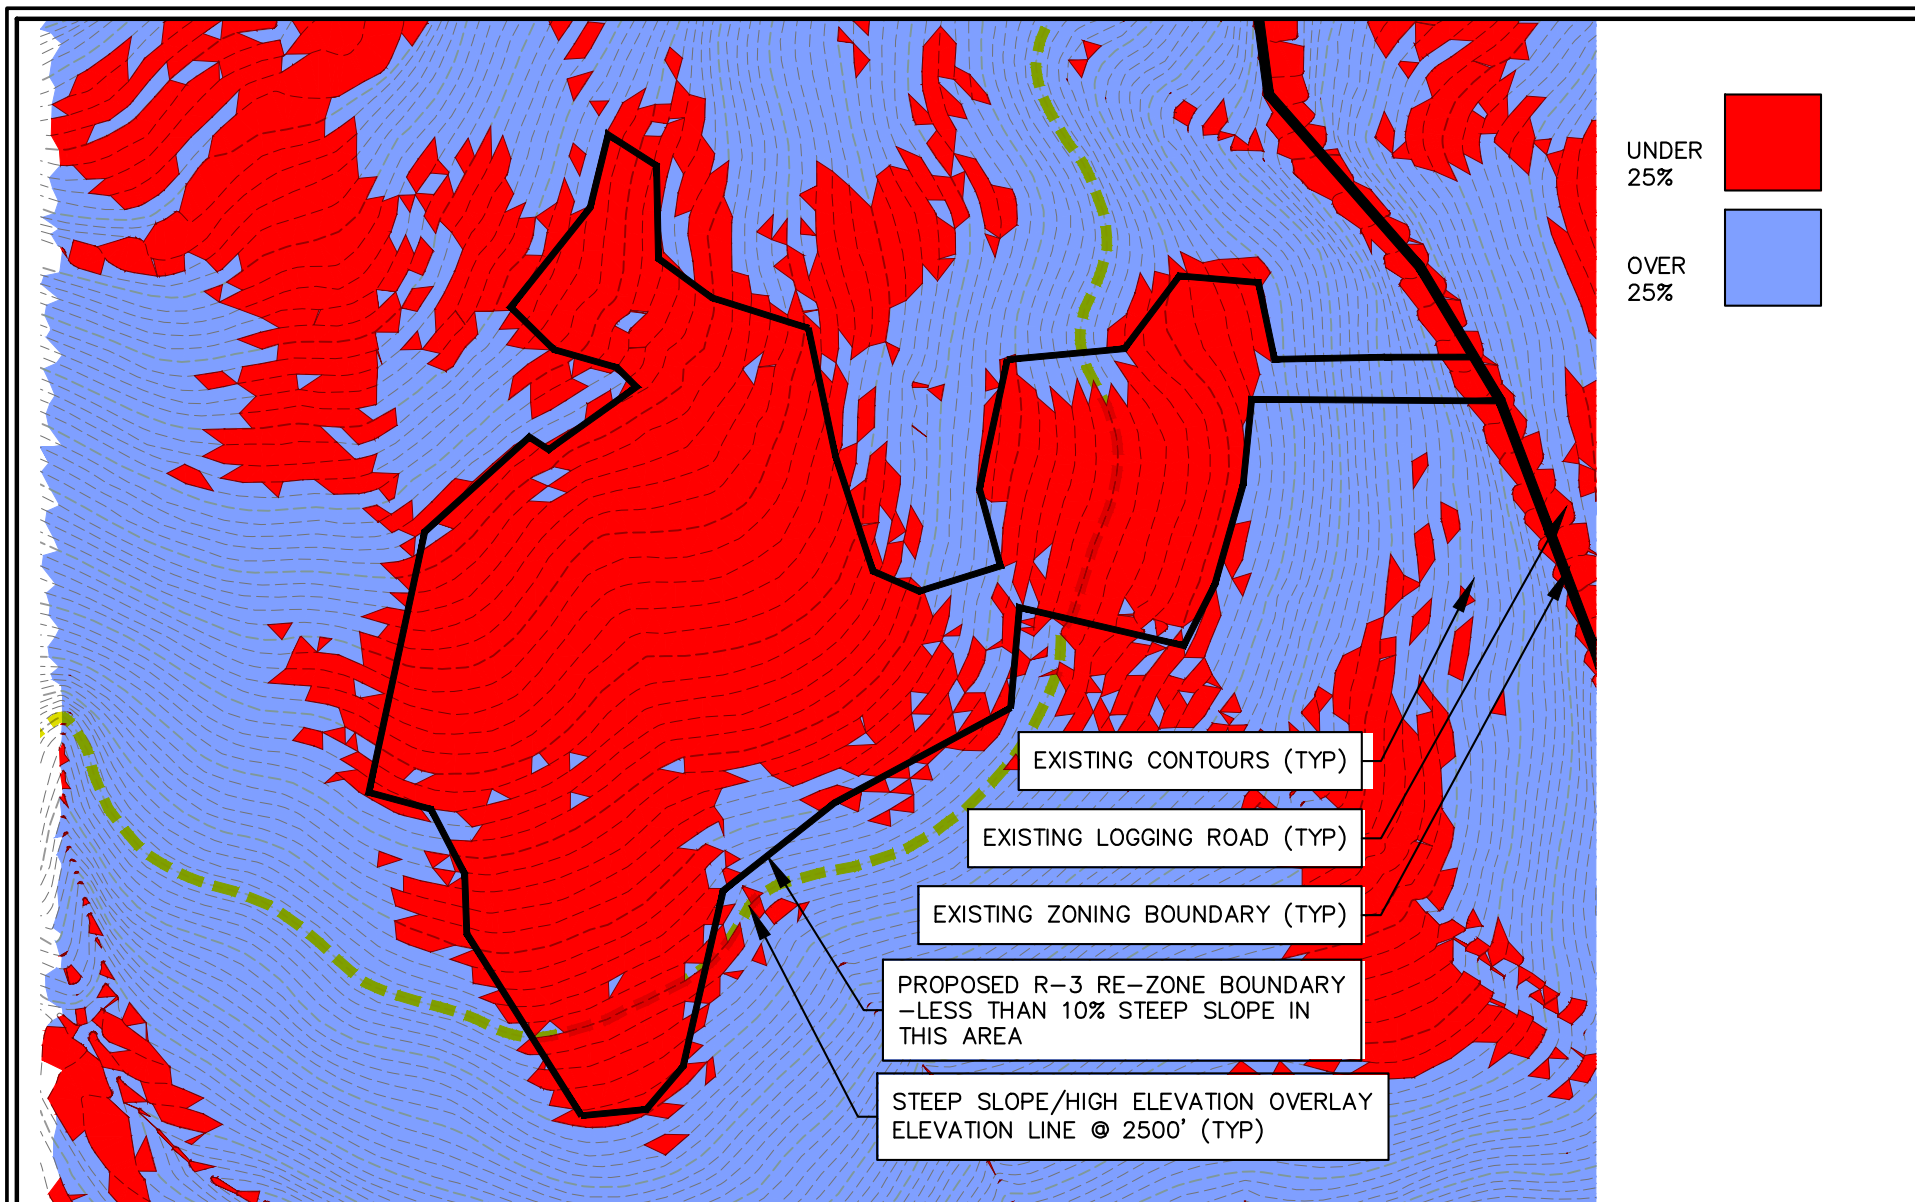 UNDER
25%
OVER
25%
EXISTING CONTOURS (TYP)
EXISTING LOGGING ROAD (TYP)
EXISTING ZONING BOUNDARY (TYP)
PROPOSED R-3 RE-ZONE BOUNDARY
-LESS THAN 10% STEEP SLOPE IN
THIS AREA
STEEP SLOPE/HIGH ELEVATION OVERLAY
ELEVATION LINE @ 2500' (TYP)